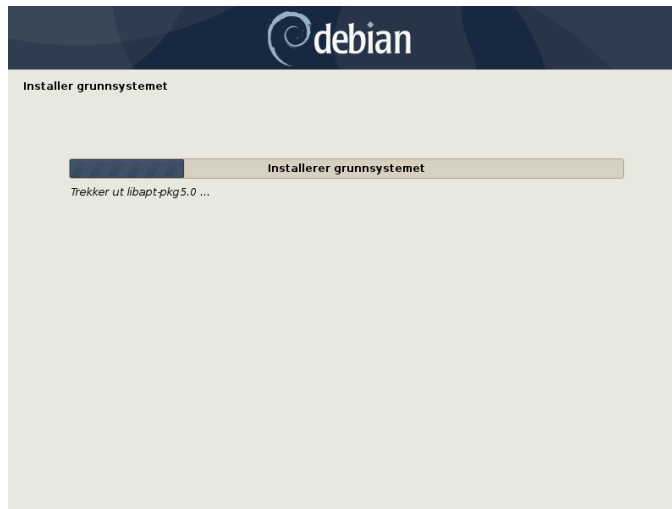 debian
Installer grunnsystemet
Installerer grunnsystemet
Trekker ut libapt-pkg5.0 ...